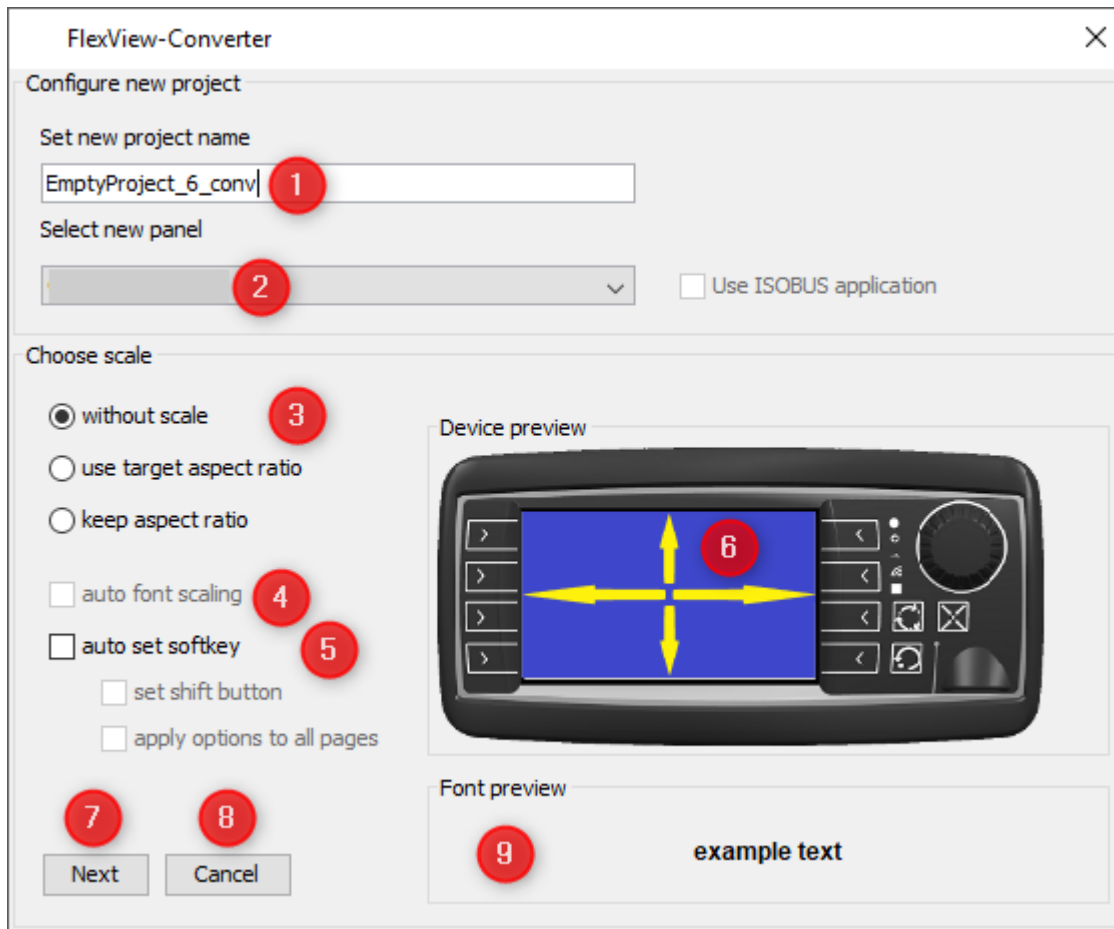 FlexView-Converter
Configure new project
Set new project name
EmptyProject_6_conv 1
Select new panel
2 Use ISOBUS application
Choose scale
without scale 3
use target aspect ratio
keep aspect ratio
auto font scaling 4
auto set softkey 5
set shift button
apply options to all pages
Device preview
6
7 8
Next Cancel
Font preview
9 example text